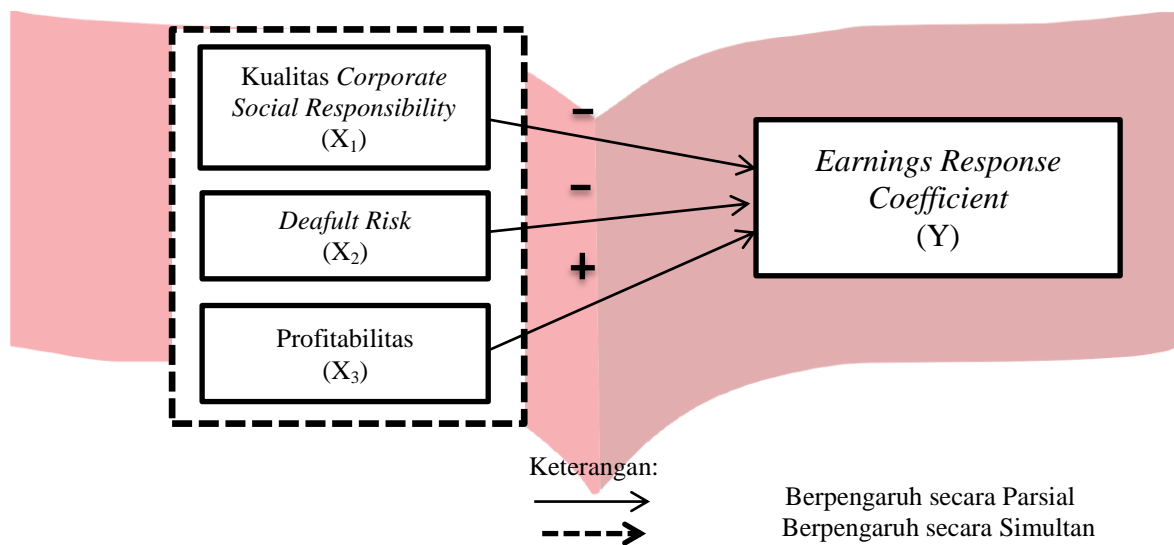 Kualitas Corporate
Social Responsibility
(X₁)
Deafult Risk
(X₂)
Profitabilitas
(X₃)
−
−
+
Earnings Response
Coefficient
(Y)
Keterangan:
Berpengaruh secara Parsial
Berpengaruh secara Simultan